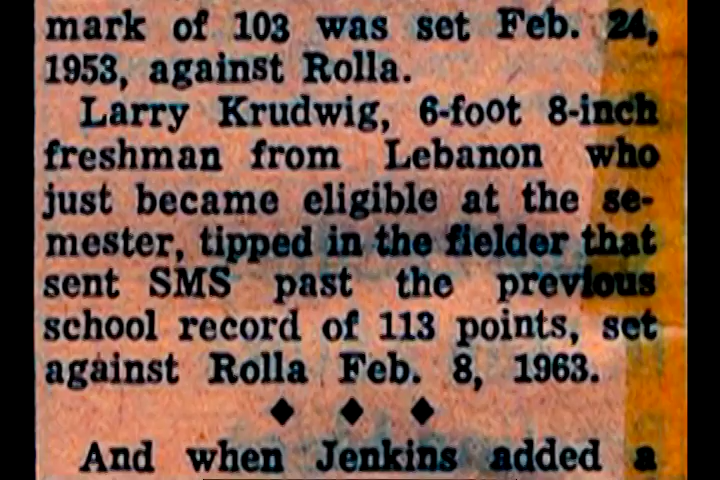 mark of 103 was set Feb. 24,
1953, against Rolla.
Larry Krudwig, 6-foot 8-inch
freshman from Lebanon who
just became eligible at the se-
mester, tipped in the fielder that
sent SMS past the previous
school record of 113 points, set
against Rolla Feb. 8, 1963.
◆ ◆ ◆
And when Jenkins added a